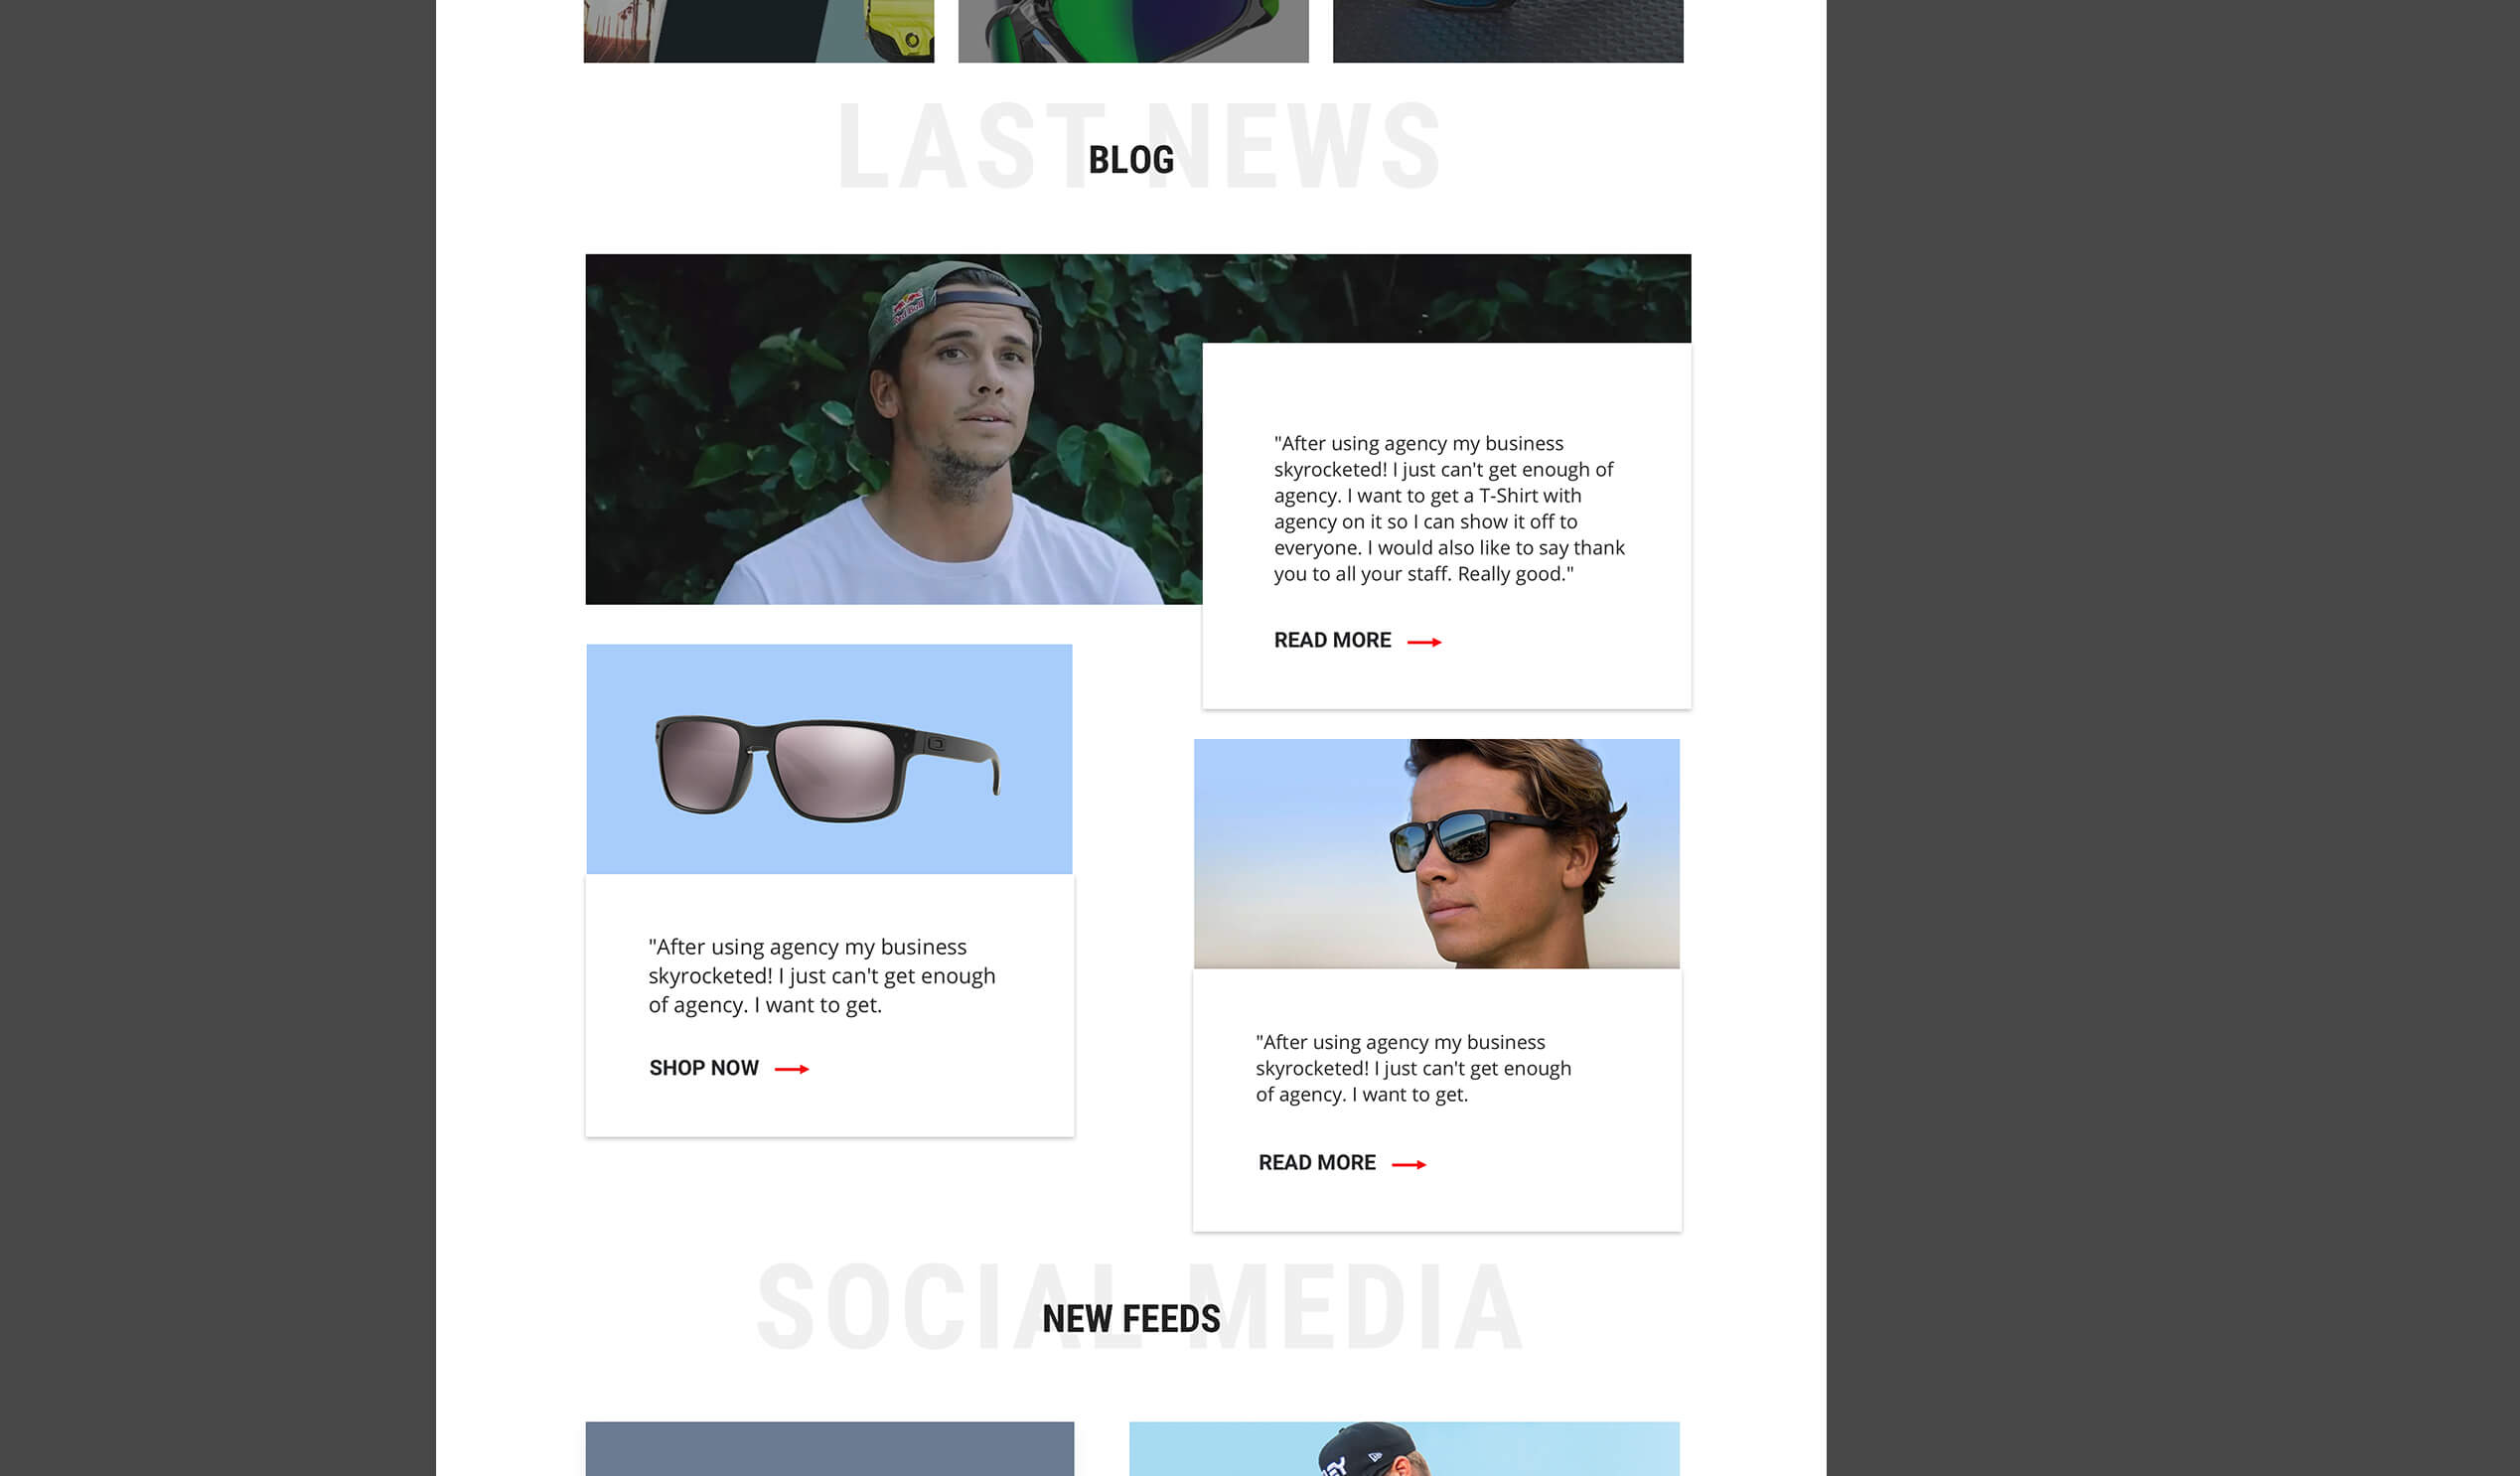 LAST NEWS
BLOG
Red Bull
"After using agency my business
skyrocketed! I just can't get enough of
agency. I want to get a T-Shirt with
agency on it so I can show it off to
everyone. I would also like to say thank
you to all your staff. Really good."
READ MORE
"After using agency my business
skyrocketed! I just can't get enough
of agency. I want to get.
SHOP NOW
"After using agency my business
skyrocketed! I just can't get enough
of agency. I want to get.
READ MORE
SOCIAL MEDIA
NEW FEEDS